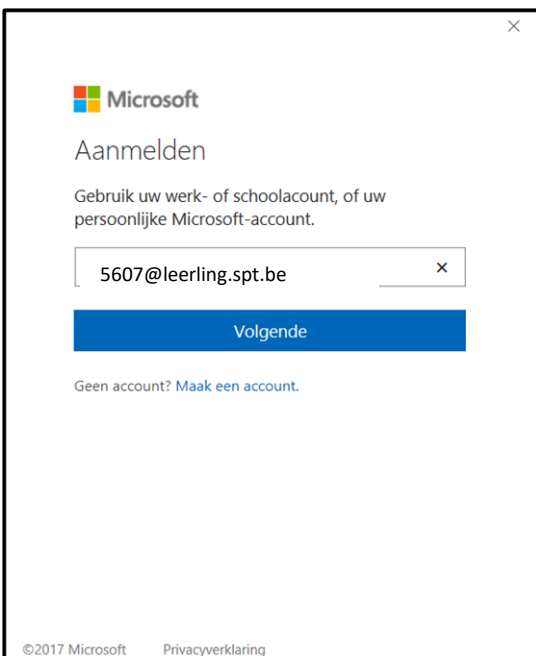 Microsoft
Aanmelden
Gebruik uw werk- of schoolacount, of uw
persoonlijke Microsoft-account.
5607@leerling.spt.be
Volgende
Geen account? Maak een account.
©2017 Microsoft Privacyverklaring